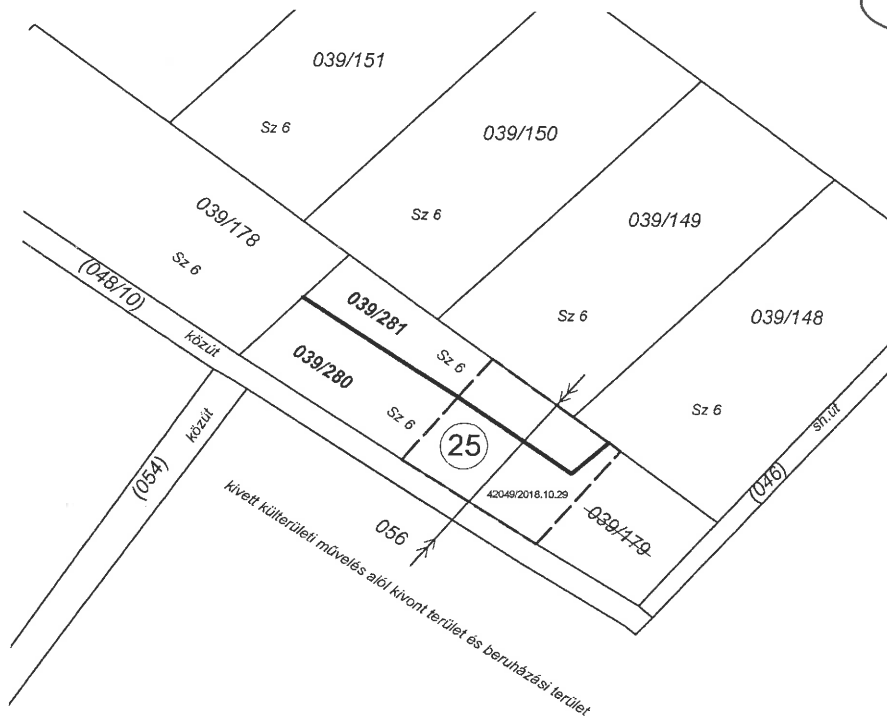 039/151
Sz 6
039/150
039/178
Sz 6
Sz 6
039/149
(048/10)
közút
039/281
Sz 6
Sz 6
039/148
039/280
Sz 6
Sz 6
közút
(054)
25
sh.út
(046)
42049/2018.10.29
039/179
056
kivett külterületi művelés alól kivont terület és beruházási terület